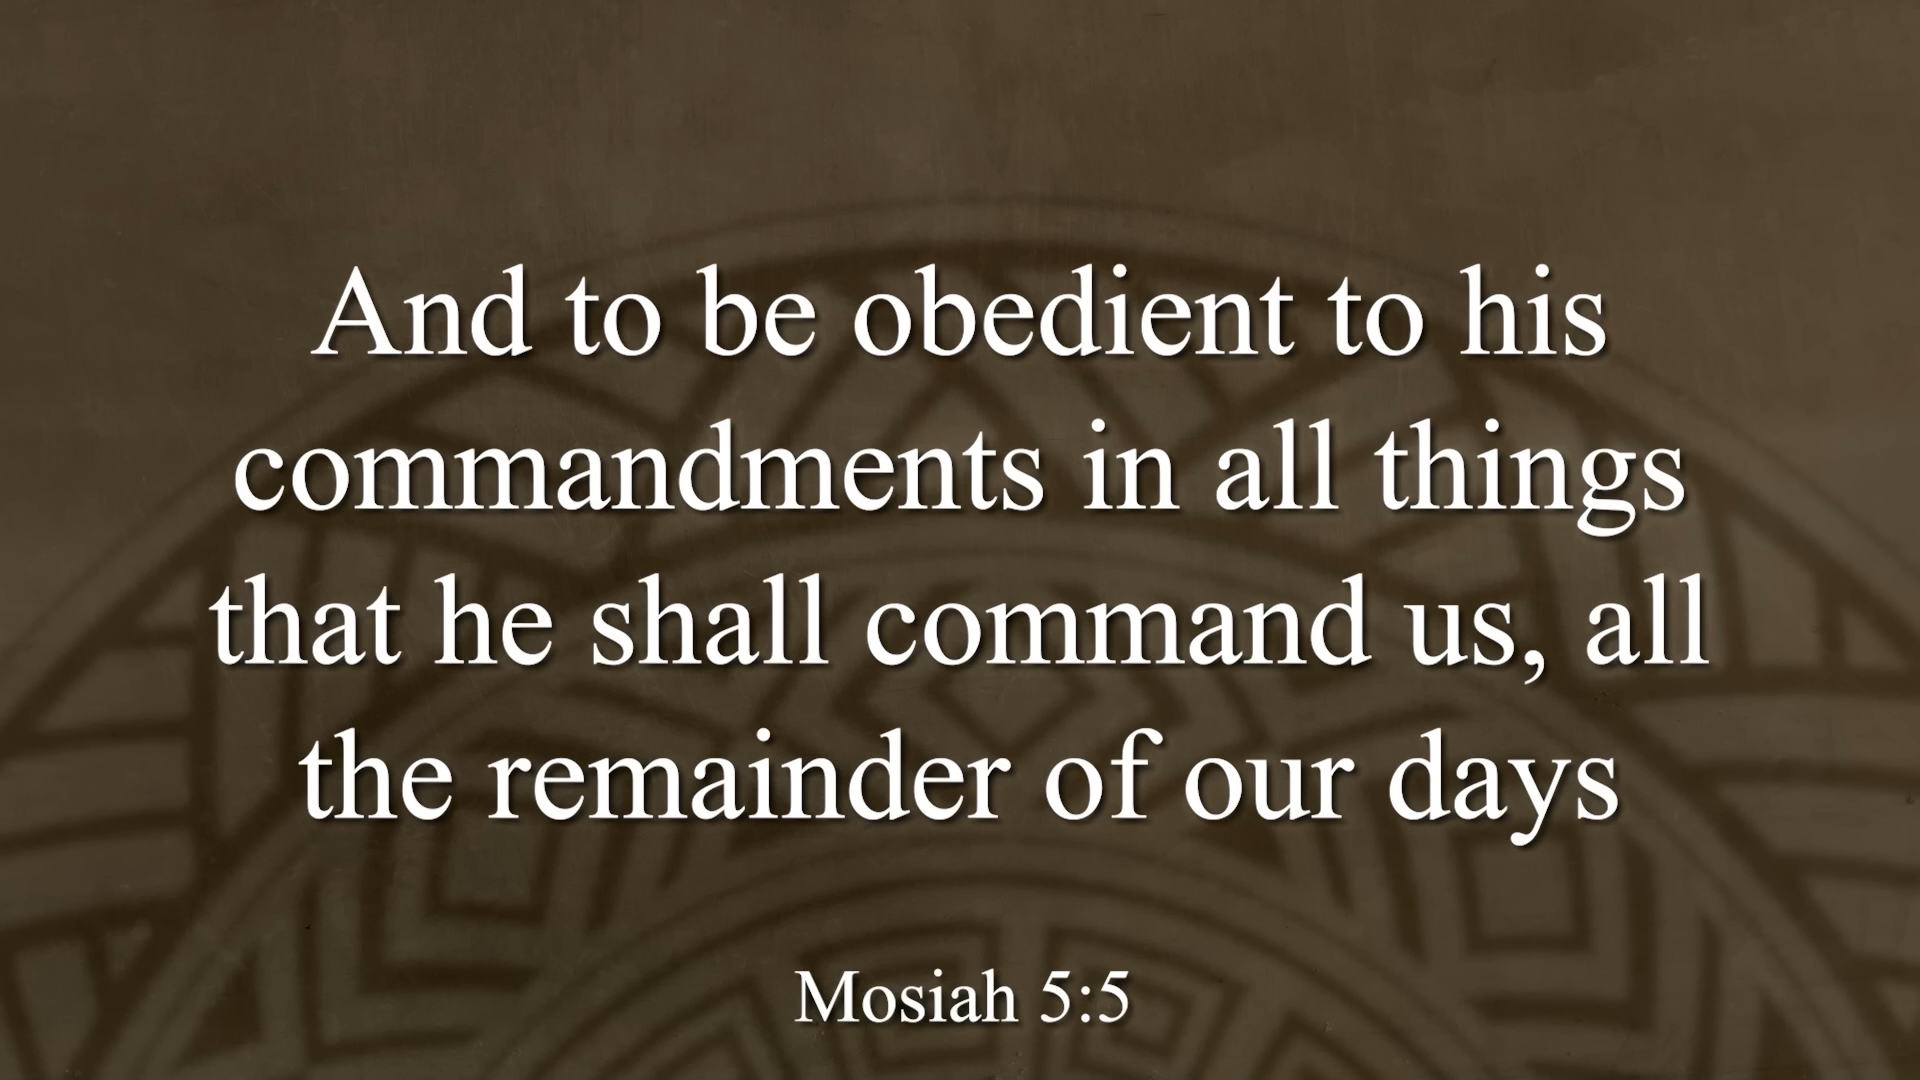 And to be obedient to his
commandments in all things
that he shall command us, all
the remainder of our days
Mosiah 5:5